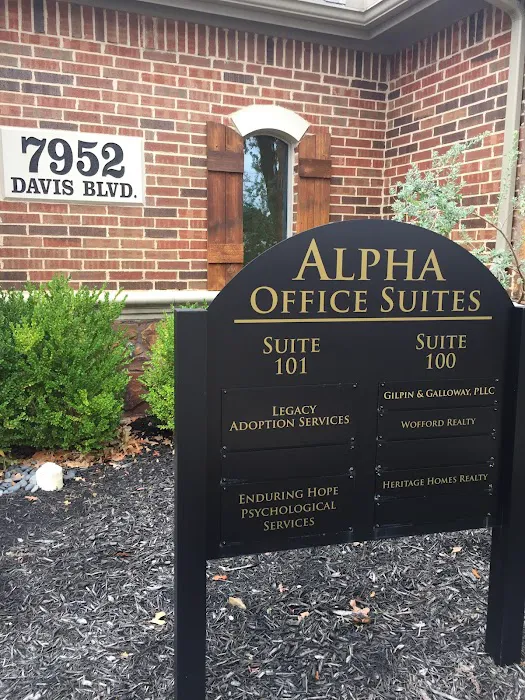 7952
DAVIS BLVD.
ALPHA
OFFICE SUITES
SUITE
101
LEGACY
ADOPTION SERVICES
ENDURING HOPE
PSYCHOLOGICAL
SERVICES
SUITE
100
GILPIN & GALLOWAY, PLLC
WOFFORD REALTY
HERITAGE HOMES REALTY